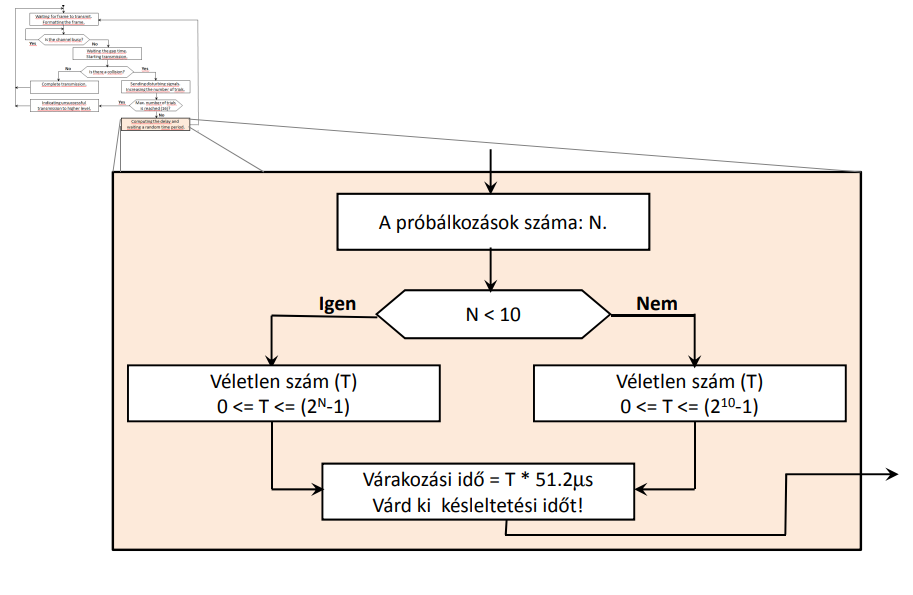 Waiting for frame to transmit.
Formatting the frame.
Is the channel busy?
Yes
No
Waiting the gap time.
Starting transmission.
Is there a collision?
No
Yes
Complete transmission.
Sending disturbing signals
Increasing the number of trials.
Indicating unsuccessful
transmission to higher level.
Yes
Max. number of trials
is reached (16)?
No
Computing the delay and
waiting a random time period.
A próbálkozások száma: N.
Igen
N < 10
Nem
Véletlen szám (T)
0 <= T <= (2ᴺ-1)
Véletlen szám (T)
0 <= T <= (2¹⁰-1)
Várakozási idő = T * 51.2µs
Várd ki késleltetési időt!